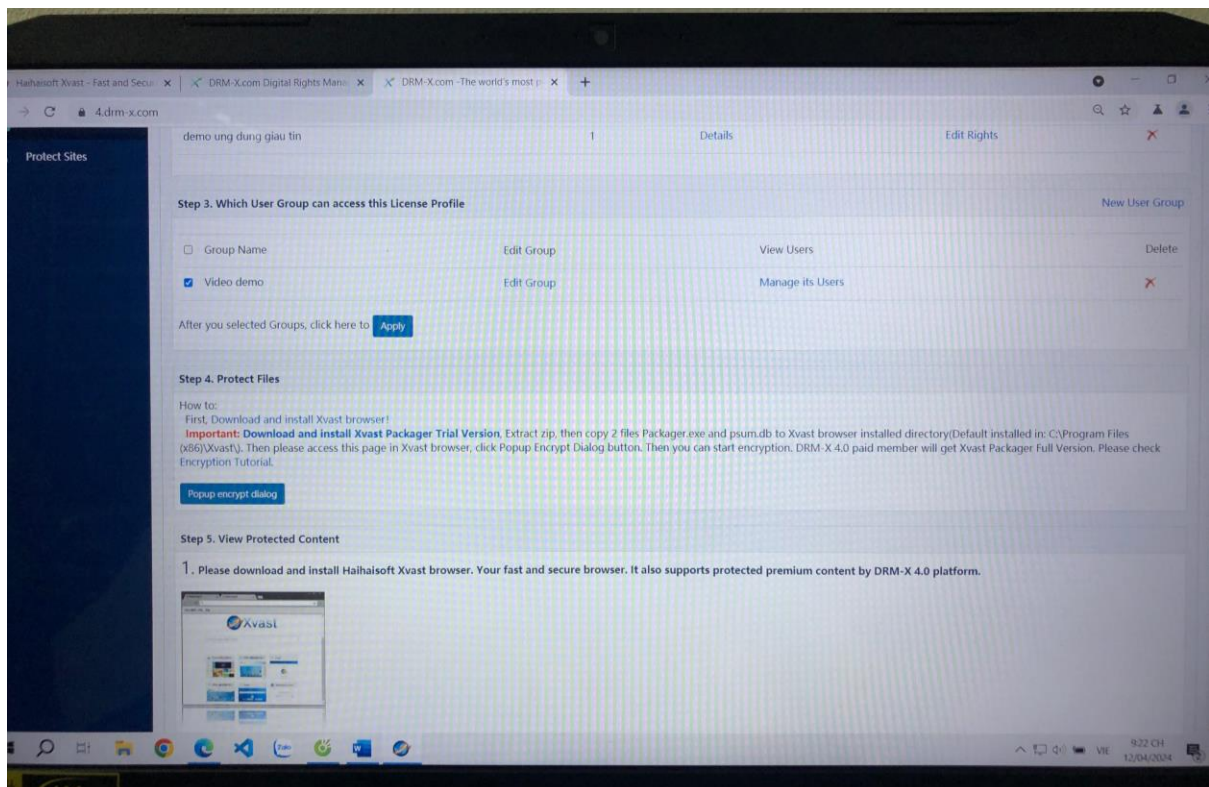 Haihaisoft Xvast - Fast and Secu
DRM-X.com Digital Rights Man
DRM-X.com -The world's most p
4.drm-x.com
Protect Sites
demo ung dung giau tin 1 Details Edit Rights
Step 3. Which User Group can access this License Profile New User Group
Group Name Edit Group View Users Delete
Video demo Edit Group Manage its Users
After you selected Groups, click here to Apply
Step 4. Protect Files
How to:
First, Download and install Xvast browser!
Important: Download and install Xvast Packager Trial Version, Extract zip, then copy 2 files Packager.exe and psum.db to Xvast browser installed directory(Default installed in: C:\Program Files
(x86)\Xvast\). Then please access this page in Xvast browser, click Popup Encrypt Dialog button. Then you can start encryption. DRM-X 4.0 paid member will get Xvast Packager Full Version. Please check
Encryption Tutorial.
Popup encrypt dialog
Step 5. View Protected Content
1. Please download and install Haihaisoft Xvast browser. Your fast and secure browser. It also supports protected premium content by DRM-X 4.0 platform.
Xvast
Zalo
VIE
9:22 CH
12/04/2024